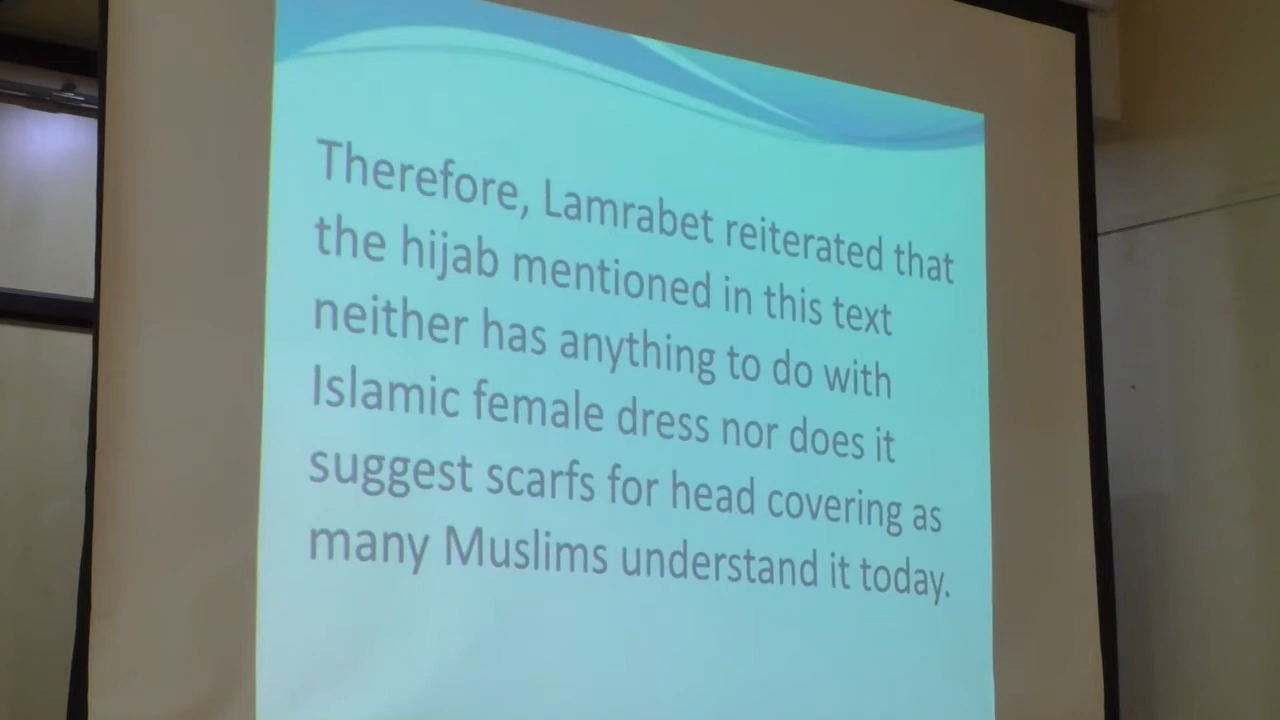 Therefore, Lamrabet reiterated that
the hijab mentioned in this text
neither has anything to do with
Islamic female dress nor does it
suggest scarfs for head covering as
many Muslims understand it today.